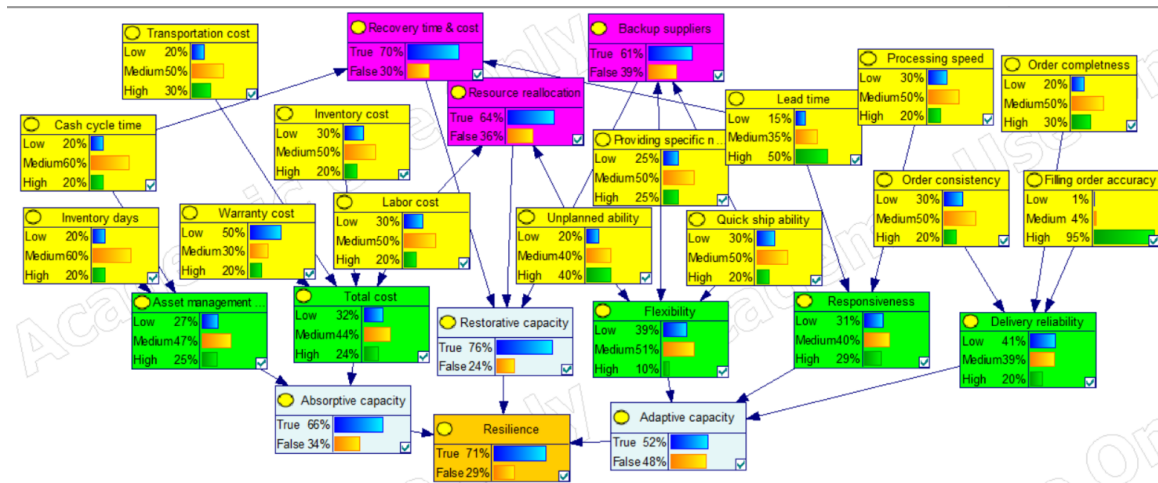 Transportation cost
Low 20%
Medium 50%
High 30%
Recovery time & cost
True 70%
False 30%
Backup suppliers
True 61%
False 39%
Processing speed
Low 30%
Medium 50%
High 20%
Order completness
Low 20%
Medium 50%
High 30%
Resource reallocation
True 64%
False 36%
Lead time
Low 15%
Medium 35%
High 50%
Cash cycle time
Low 20%
Medium 60%
High 20%
Inventory cost
Low 30%
Medium 50%
High 20%
Providing specific n...
Low 25%
Medium 50%
High 25%
Order consistency
Low 30%
Medium 50%
High 20%
Filling order accuracy
Low 1%
Medium 4%
High 95%
Inventory days
Low 20%
Medium 60%
High 20%
Warranty cost
Low 50%
Medium 30%
High 20%
Labor cost
Low 30%
Medium 50%
High 20%
Unplanned ability
Low 20%
Medium 40%
High 40%
Quick ship ability
Low 30%
Medium 50%
High 20%
Asset management ...
Low 27%
Medium 47%
High 25%
Total cost
Low 32%
Medium 44%
High 24%
Restorative capacity
True 76%
False 24%
Flexibility
Low 39%
Medium 51%
High 10%
Responsiveness
Low 31%
Medium 40%
High 29%
Delivery reliability
Low 41%
Medium 39%
High 20%
Absorptive capacity
True 66%
False 34%
Resilience
True 71%
False 29%
Adaptive capacity
True 52%
False 48%